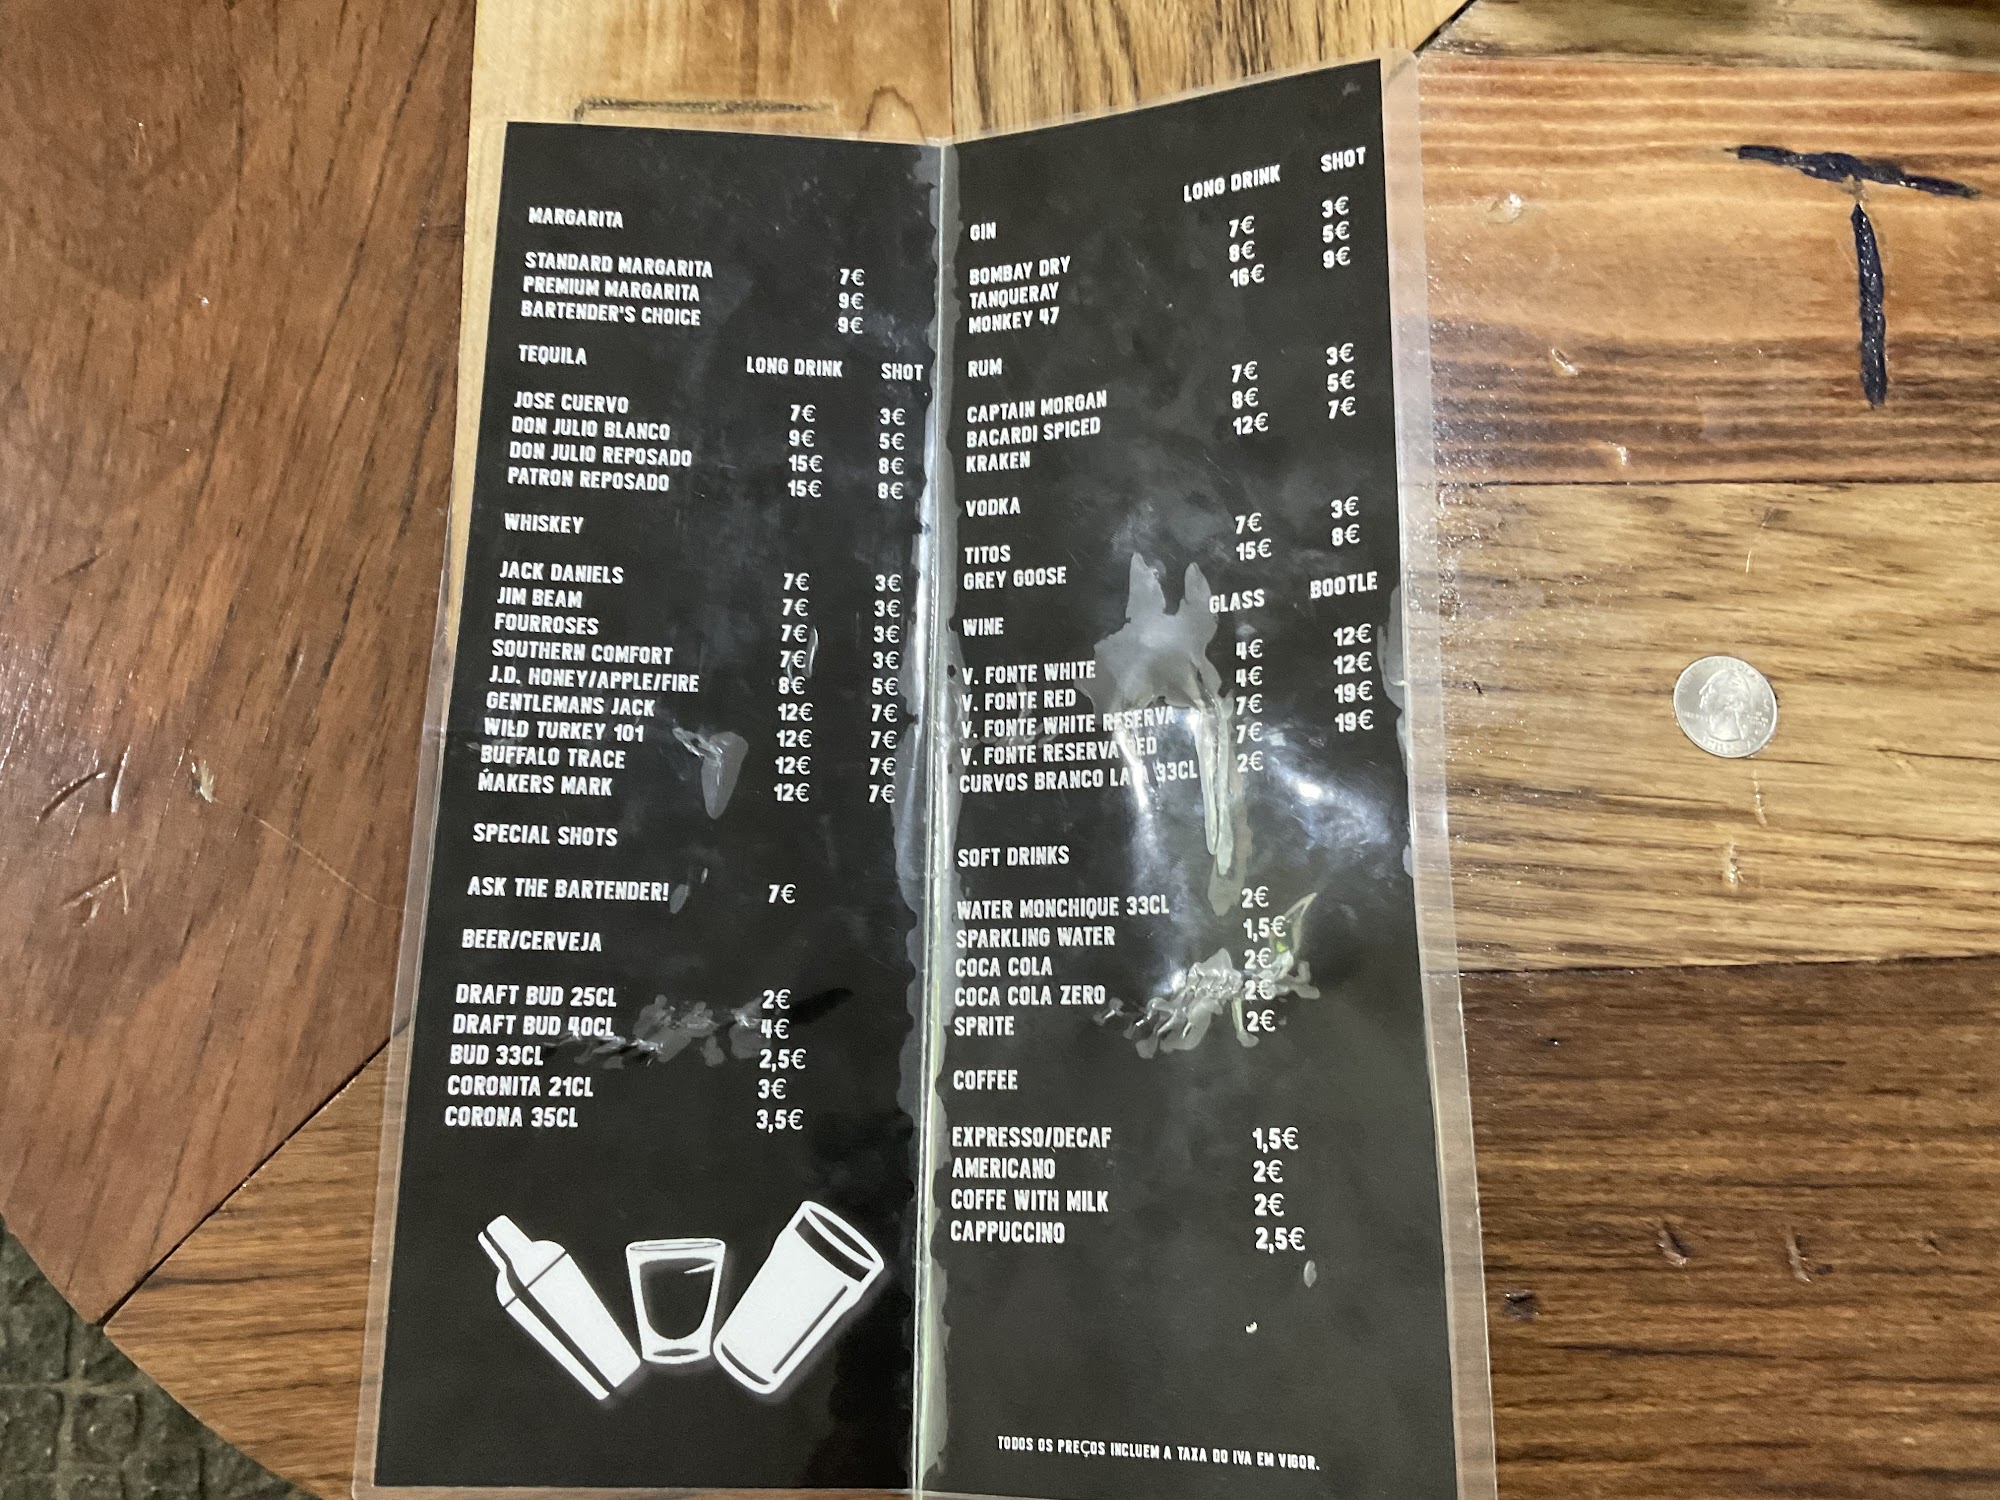 MARGARITA
STANDARD MARGARITA 7€
PREMIUM MARGARITA 9€
BARTENDER'S CHOICE 9€
TEQUILA LONG DRINK SHOT
JOSE CUERVO 7€ 3€
DON JULIO BLANCO 9€ 5€
DON JULIO REPOSADO 15€ 8€
PATRON REPOSADO 15€ 8€
WHISKEY
JACK DANIELS 7€ 3€
JIM BEAM 7€ 3€
FOURROSES 7€ 3€
SOUTHERN COMFORT 7€ 3€
J.D. HONEY/APPLE/FIRE 8€ 5€
GENTLEMANS JACK 12€ 7€
WILD TURKEY 101 12€ 7€
BUFFALO TRACE 12€ 7€
MAKERS MARK 12€ 7€
SPECIAL SHOTS
ASK THE BARTENDER! 7€
BEER/CERVEJA
DRAFT BUD 25CL 2€
DRAFT BUD 40CL 4€
BUD 33CL 2,5€
CORONITA 21CL 3€
CORONA 35CL 3,5€
GIN LONG DRINK SHOT
BOMBAY DRY 7€ 3€
TANQUERAY 8€ 5€
MONKEY 47 16€ 9€
RUM
CAPTAIN MORGAN 7€ 3€
BACARDI SPICED 8€ 5€
KRAKEN 12€ 7€
VODKA
TITOS 7€ 3€
GREY GOOSE 15€ 8€
WINE GLASS BOOTLE
V. FONTE WHITE 4€ 12€
V. FONTE RED 4€ 12€
V. FONTE WHITE RESERVA 7€ 19€
V. FONTE RESERVA RED 7€ 19€
CURVOS BRANCO LATA 33CL 2€
SOFT DRINKS
WATER MONCHIQUE 33CL 2€
SPARKLING WATER 1,5€
COCA COLA 2€
COCA COLA ZERO 2€
SPRITE 2€
COFFEE
EXPRESSO/DECAF 1,5€
AMERICANO 2€
COFFE WITH MILK 2€
CAPPUCCINO 2,5€
TODOS OS PREÇOS INCLUEM A TAXA DO IVA EM VIGOR.
T